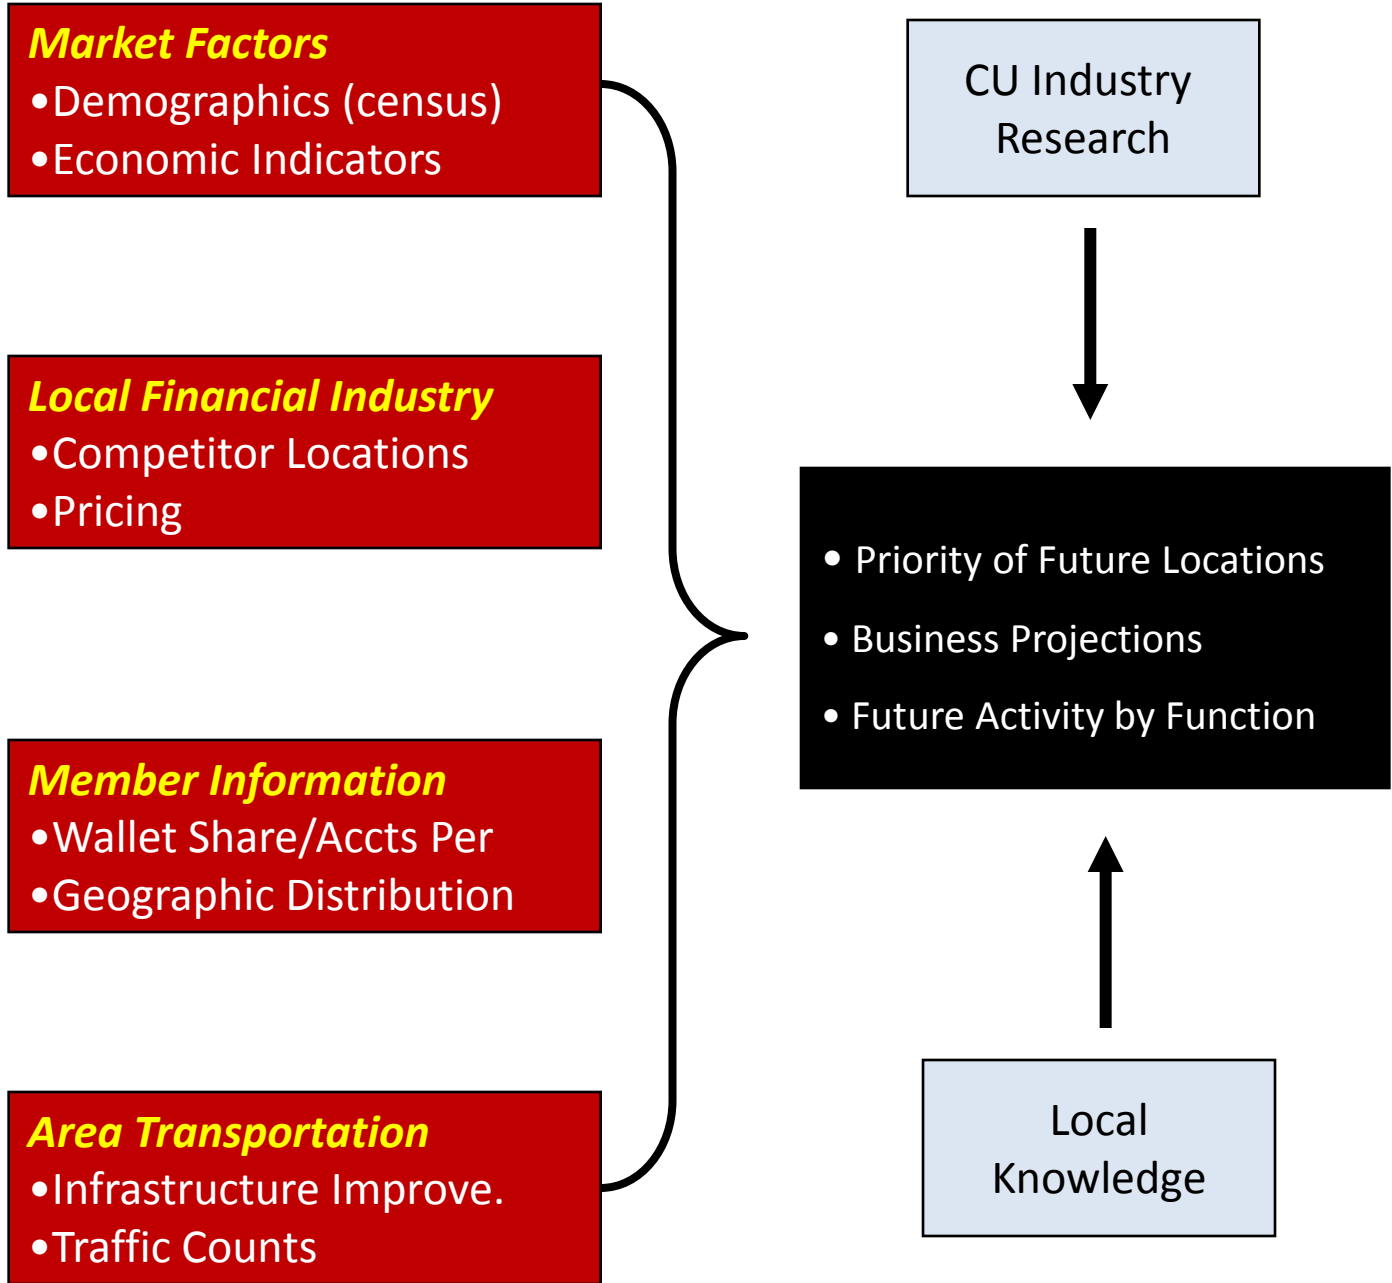 Market Factors
•Demographics (census)
•Economic Indicators
Local Financial Industry
•Competitor Locations
•Pricing
Member Information
•Wallet Share/Accts Per
•Geographic Distribution
Area Transportation
•Infrastructure Improve.
•Traffic Counts
CU Industry
Research
• Priority of Future Locations
• Business Projections
• Future Activity by Function
Local
Knowledge